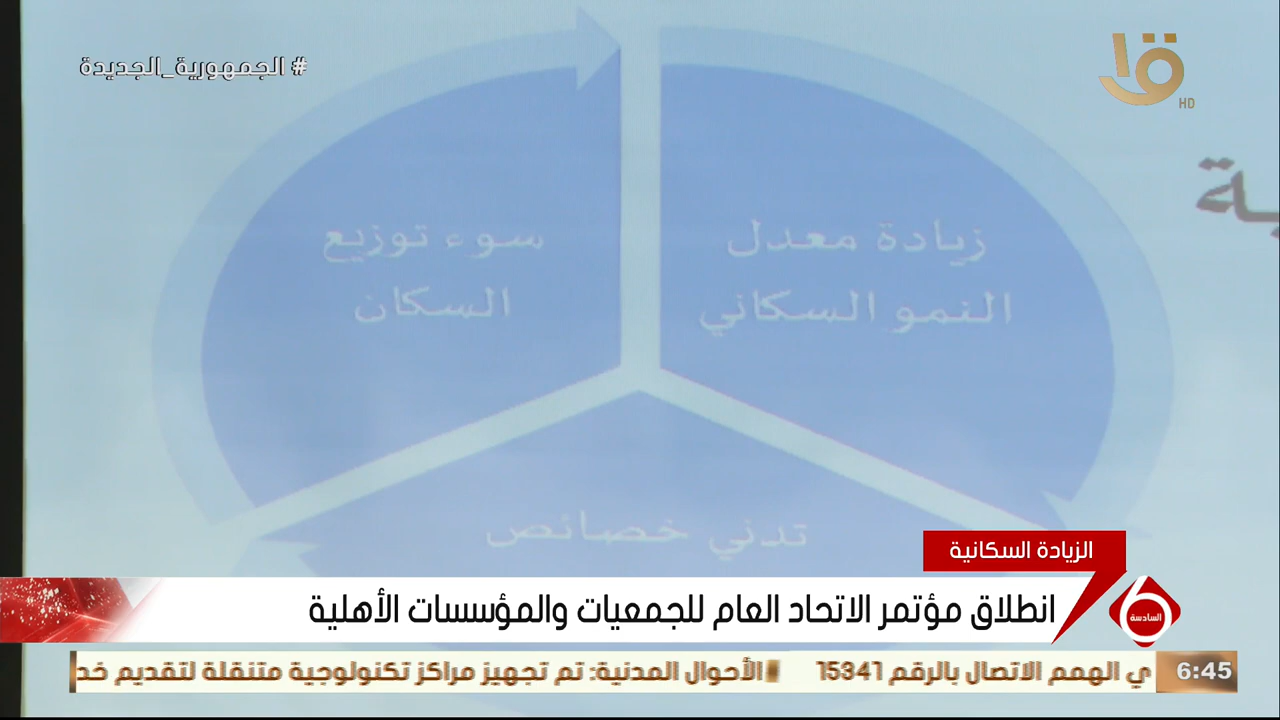 # الجمهورية_الجديدة
HD
زيادة معدل
النمو السكاني
سوء توزيع
السكان
تدني خصائص
الزيادة السكانية
انطلاق مؤتمر الاتحاد العام للجمعيات والمؤسسات الأهلية
السادسة
6:45
ي الهمم الاتصال بالرقم 15341
الأحوال المدنية: تم تجهيز مراكز تكنولوجية متنقلة لتقديم خد